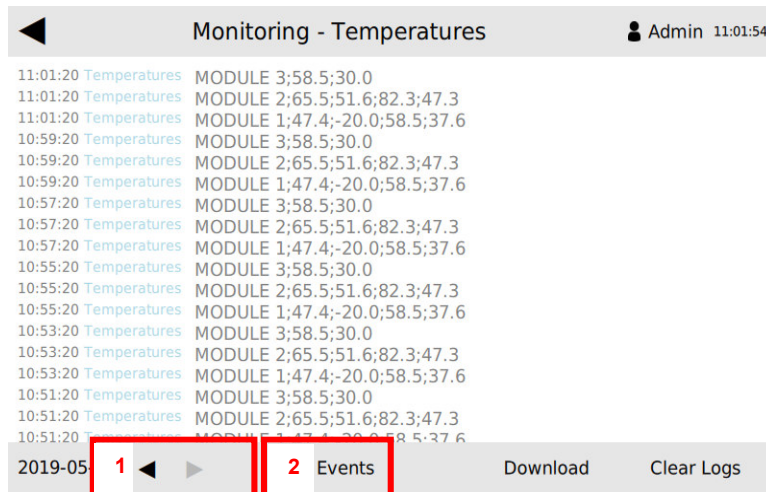 Monitoring - Temperatures Admin 11:01:54
11:01:20 Temperatures MODULE 3;58.5;30.0
11:01:20 Temperatures MODULE 2;65.5;51.6;82.3;47.3
11:01:20 Temperatures MODULE 1;47.4;-20.0;58.5;37.6
10:59:20 Temperatures MODULE 3;58.5;30.0
10:59:20 Temperatures MODULE 2;65.5;51.6;82.3;47.3
10:59:20 Temperatures MODULE 1;47.4;-20.0;58.5;37.6
10:57:20 Temperatures MODULE 3;58.5;30.0
10:57:20 Temperatures MODULE 2;65.5;51.6;82.3;47.3
10:57:20 Temperatures MODULE 1;47.4;-20.0;58.5;37.6
10:55:20 Temperatures MODULE 3;58.5;30.0
10:55:20 Temperatures MODULE 2;65.5;51.6;82.3;47.3
10:55:20 Temperatures MODULE 1;47.4;-20.0;58.5;37.6
10:53:20 Temperatures MODULE 3;58.5;30.0
10:53:20 Temperatures MODULE 2;65.5;51.6;82.3;47.3
10:53:20 Temperatures MODULE 1;47.4;-20.0;58.5;37.6
10:51:20 Temperatures MODULE 3;58.5;30.0
10:51:20 Temperatures MODULE 2;65.5;51.6;82.3;47.3
10:51:20
2019-05- 1 2 Events Download Clear Logs